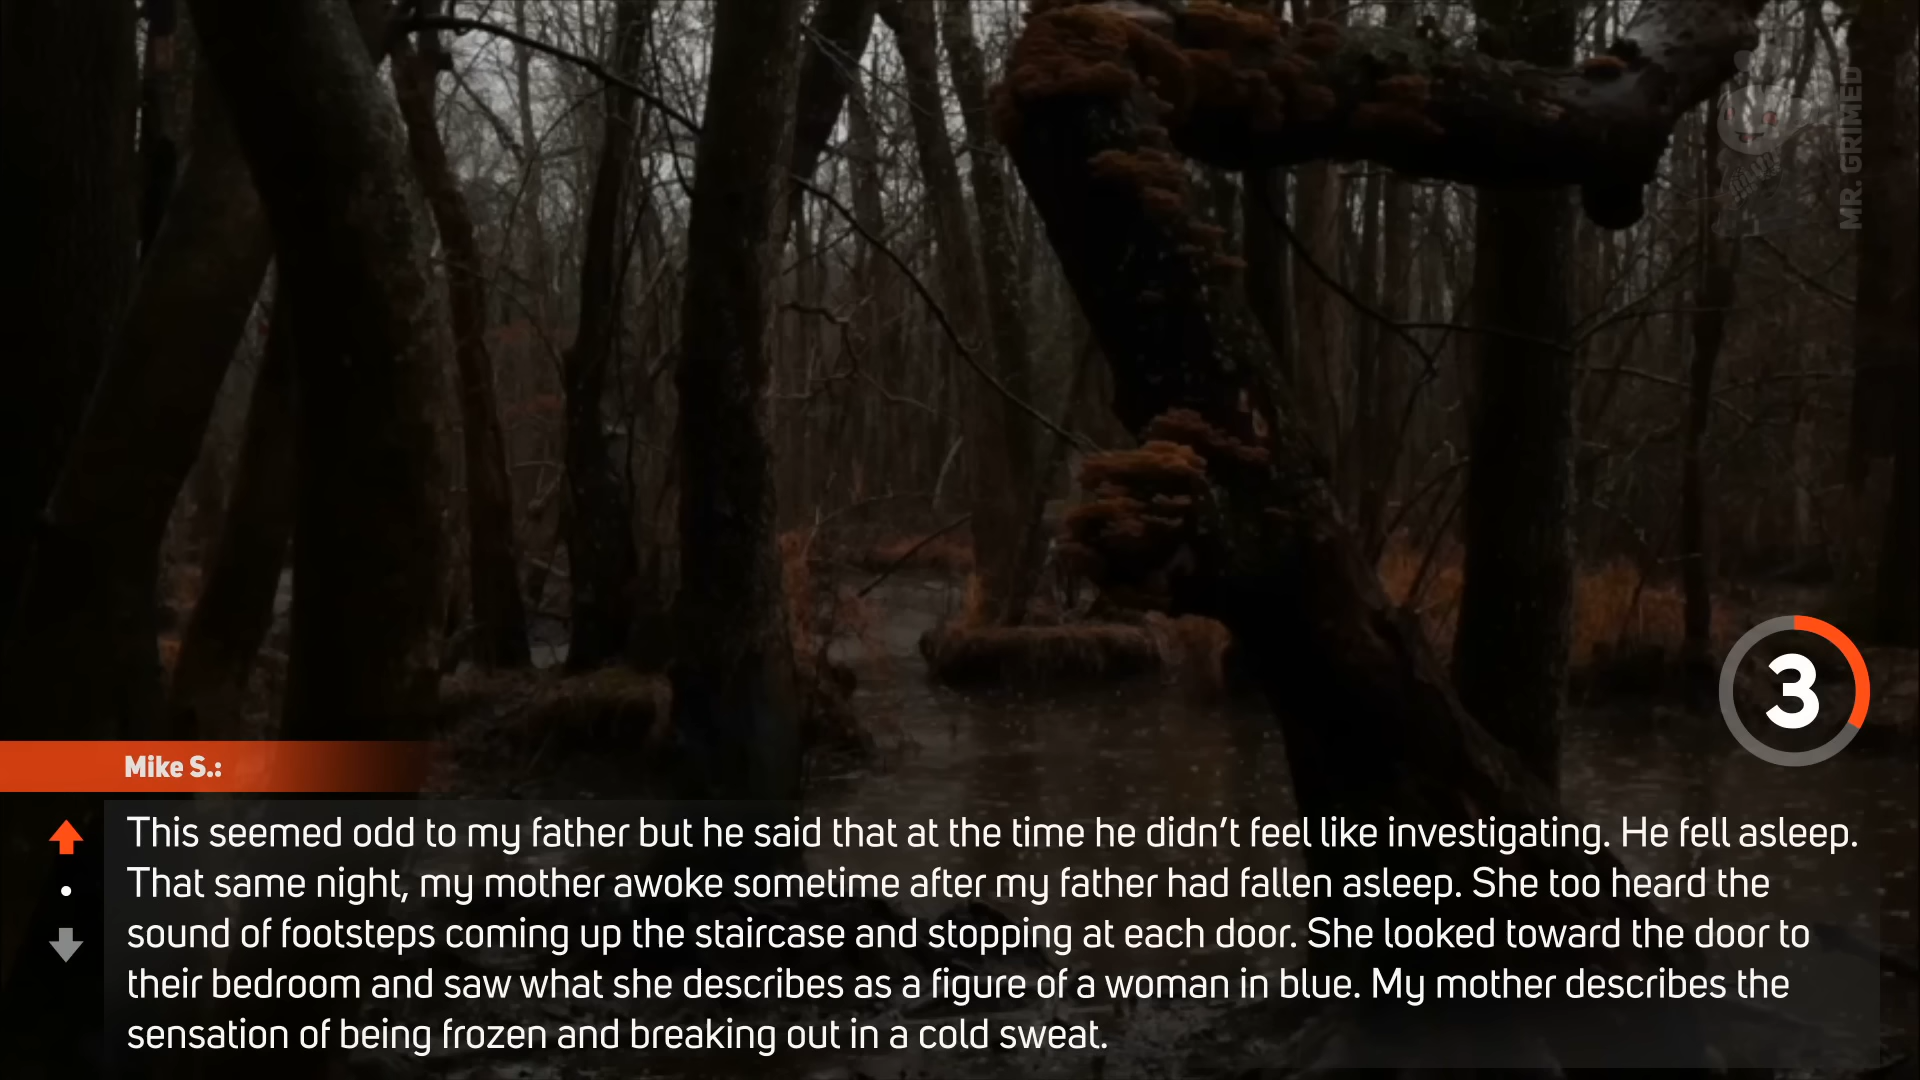 MR. GRIMED
3
Mike S.:
This seemed odd to my father but he said that at the time he didn’t feel like investigating. He fell asleep.
That same night, my mother awoke sometime after my father had fallen asleep. She too heard the
sound of footsteps coming up the staircase and stopping at each door. She looked toward the door to
their bedroom and saw what she describes as a figure of a woman in blue. My mother describes the
sensation of being frozen and breaking out in a cold sweat.